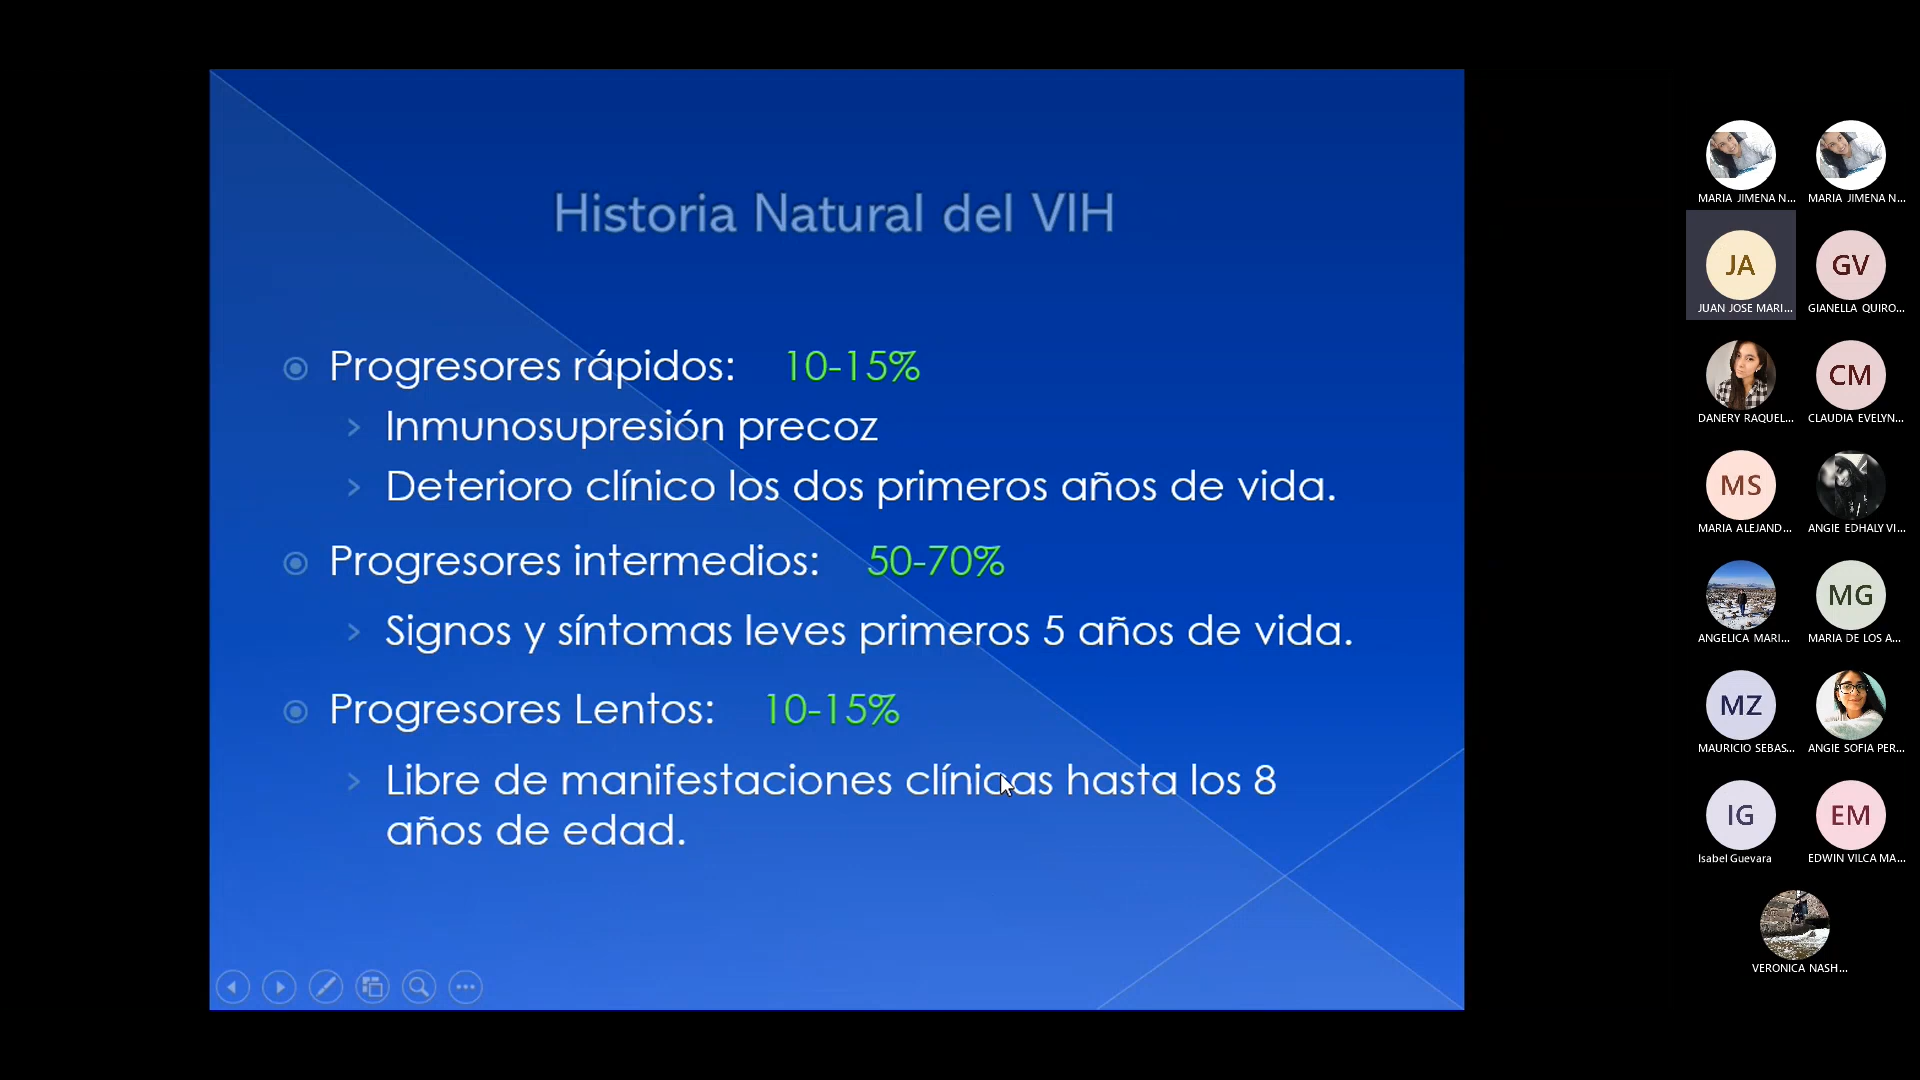 Historia Natural del VIH
Progresores rápidos: 10-15%
Inmunosupresión precoz
Deterioro clínico los dos primeros años de vida.
Progresores intermedios: 50-70%
Signos y síntomas leves primeros 5 años de vida.
Progresores Lentos: 10-15%
Libre de manifestaciones clínicas hasta los 8
años de edad.
MARIA JIMENA N... MARIA JIMENA N...
JA GV
JUAN JOSE MARI... GIANELLA QUIRO...
CM
DANERY RAQUEL... CLAUDIA EVELYN...
MS
MARIA ALEJAND... ANGIE EDHALY VI...
MG
ANGELICA MARI... MARIA DE LOS A...
MZ
MAURICIO SEBAS... ANGIE SOFIA PER...
IG EM
Isabel Guevara EDWIN VILCA MA...
VERONICA NASH...